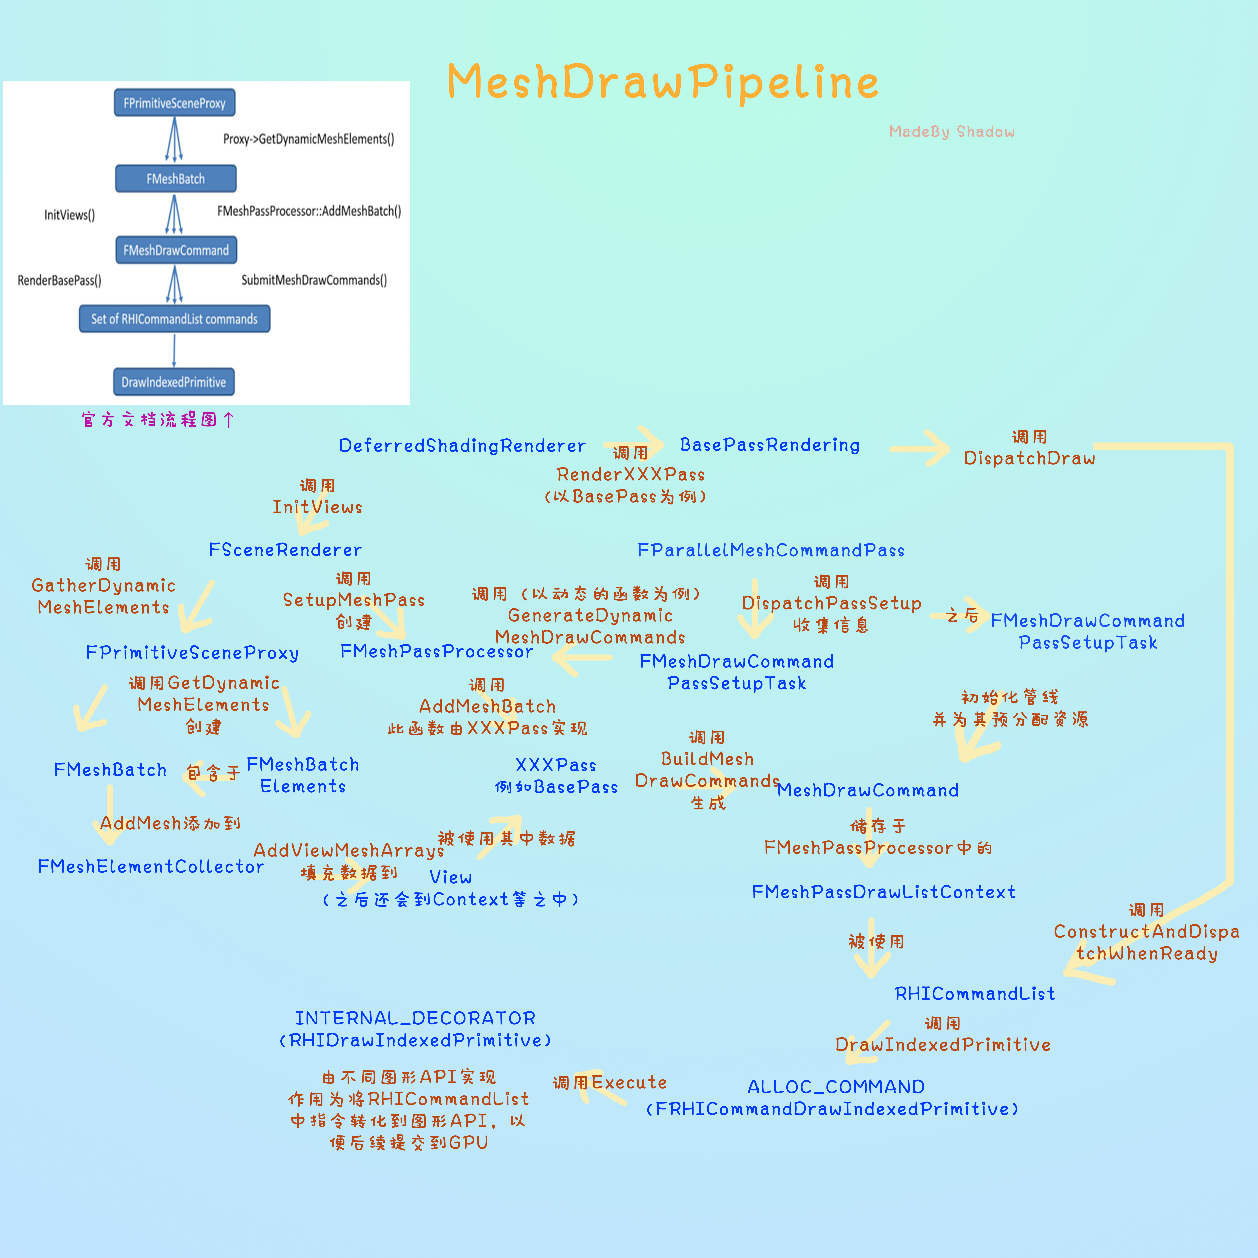 MeshDrawPipeline
MadeBy Shadow
FPrimitiveSceneProxy
Proxy->GetDynamicMeshElements()
FMeshBatch
InitViews()
FMeshPassProcessor::AddMeshBatch()
FMeshDrawCommand
RenderBasePass()
SubmitMeshDrawCommands()
Set of RHICommandList commands
DrawIndexedPrimitive
官方文档流程图↑
DeferredShadingRenderer
调用
RenderXXXPass
(以BasePass为例)
BasePassRendering
调用
DispatchDraw
调用
InitViews
FSceneRenderer
FParallelMeshCommandPass
调用
GatherDynamic
MeshElements
调用
SetupMeshPass
创建
调用（以动态的函数为例）
GenerateDynamic
MeshDrawCommands
调用
DispatchPassSetup
收集信息
之后
FMeshDrawCommand
PassSetupTask
FPrimitiveSceneProxy
FMeshPassProcessor
FMeshDrawCommand
PassSetupTask
调用GetDynamic
MeshElements
创建
调用
AddMeshBatch
此函数由XXXPass实现
初始化管线
并为其预分配资源
FMeshBatch
包含于
FMeshBatch
Elements
XXXPass
例如BasePass
调用
BuildMesh
DrawCommands
生成
MeshDrawCommand
AddMesh添加到
被使用其中数据
储存于
FMeshPassProcessor中的
FMeshElementCollector
AddViewMeshArrays
填充数据到
View
(之后还会到Context等之中)
FMeshPassDrawListContext
调用
ConstructAndDispa
tchWhenReady
被使用
RHICommandList
调用
DrawIndexedPrimitive
INTERNAL_DECORATOR
(RHIDrawIndexedPrimitive)
由不同图形API实现
作用为将RHICommandList
中指令转化到图形API，以
便后续提交到GPU
调用Execute
ALLOC_COMMAND
(FRHICommandDrawIndexedPrimitive)